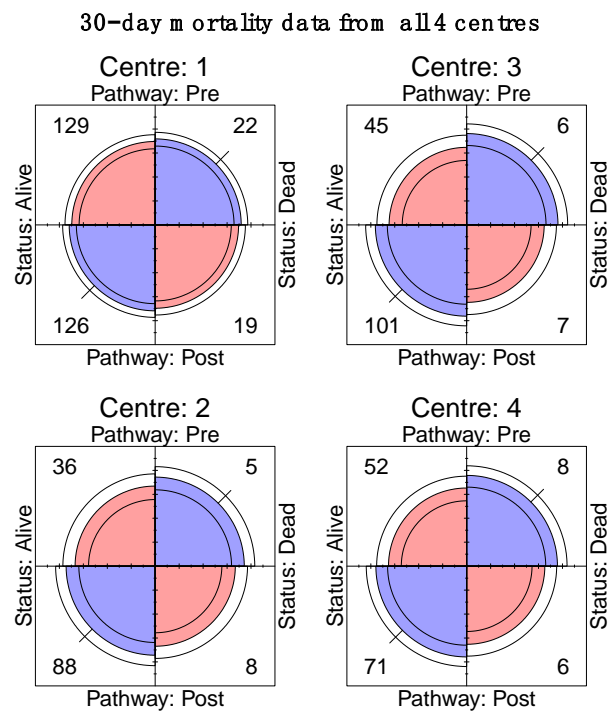 30-day mortality data from all 4 centres
Centre: 1
Pathway: Pre
129
22
Status: Alive
Status: Dead
126
19
Pathway: Post
Centre: 3
Pathway: Pre
45
6
Status: Alive
Status: Dead
101
7
Pathway: Post
Centre: 2
Pathway: Pre
36
5
Status: Alive
Status: Dead
88
8
Pathway: Post
Centre: 4
Pathway: Pre
52
8
Status: Alive
Status: Dead
71
6
Pathway: Post